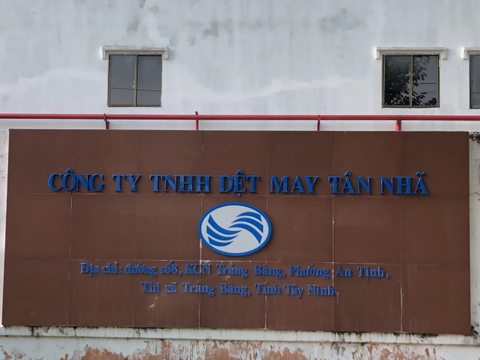 CÔNG TY TNHH DỆT MAY TÂN NHÃ
Địa chỉ: đường số8, KCN Trảng Bàng, Phường An Tịnh,
Thị xã Trảng Bàng, Tỉnh Tây Ninh